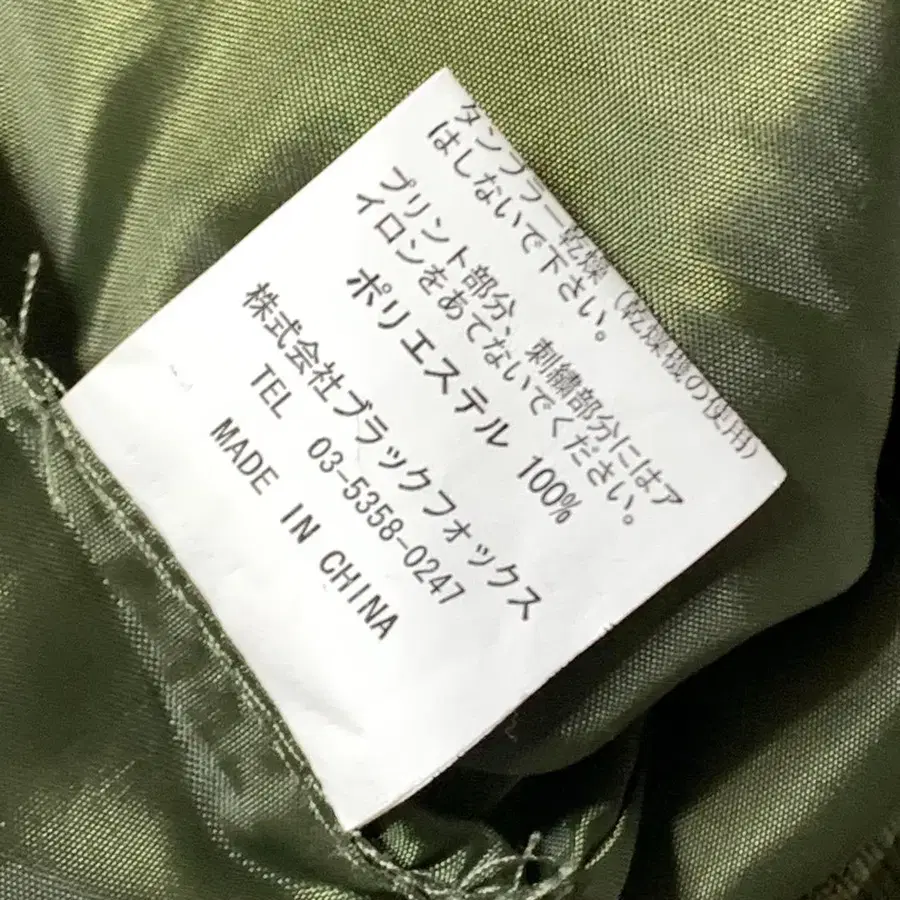 タンブラー乾燥（乾燥機の使用）
はしないで下さい。
プリント部分、刺繍部分にはア
イロンをあてないでください。
ポリエステル 100%
株式会社ブラックフォックス
TEL 03-5358-0247
MADE IN CHINA